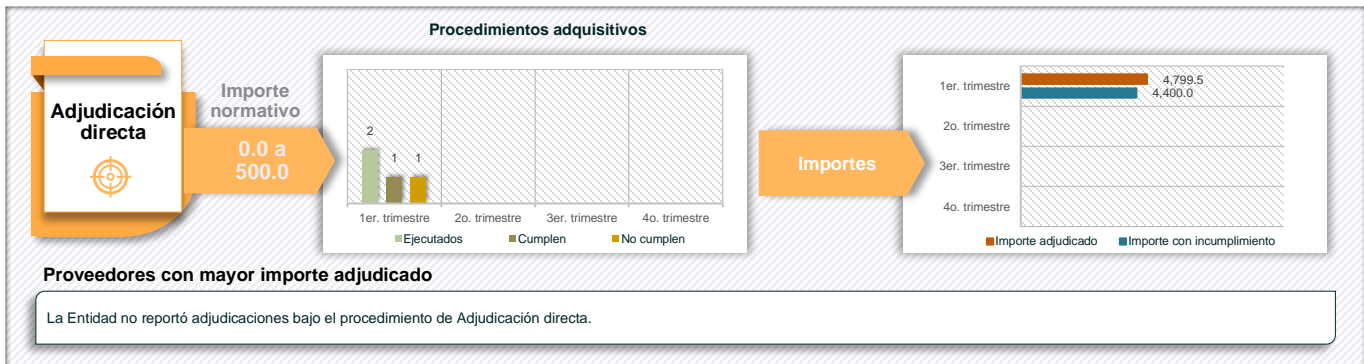 Procedimientos adquisitivos
Adjudicación
directa
Importe
normativo
0.0 a
500.0
2
1
1
1er. trimestre
2o. trimestre
3er. trimestre
4o. trimestre
Ejecutados
Cumplen
No cumplen
Importes
1er. trimestre
4,799.5
4,400.0
2o. trimestre
3er. trimestre
4o. trimestre
Importe adjudicado
Importe con incumplimiento
Proveedores con mayor importe adjudicado
La Entidad no reportó adjudicaciones bajo el procedimiento de Adjudicación directa.